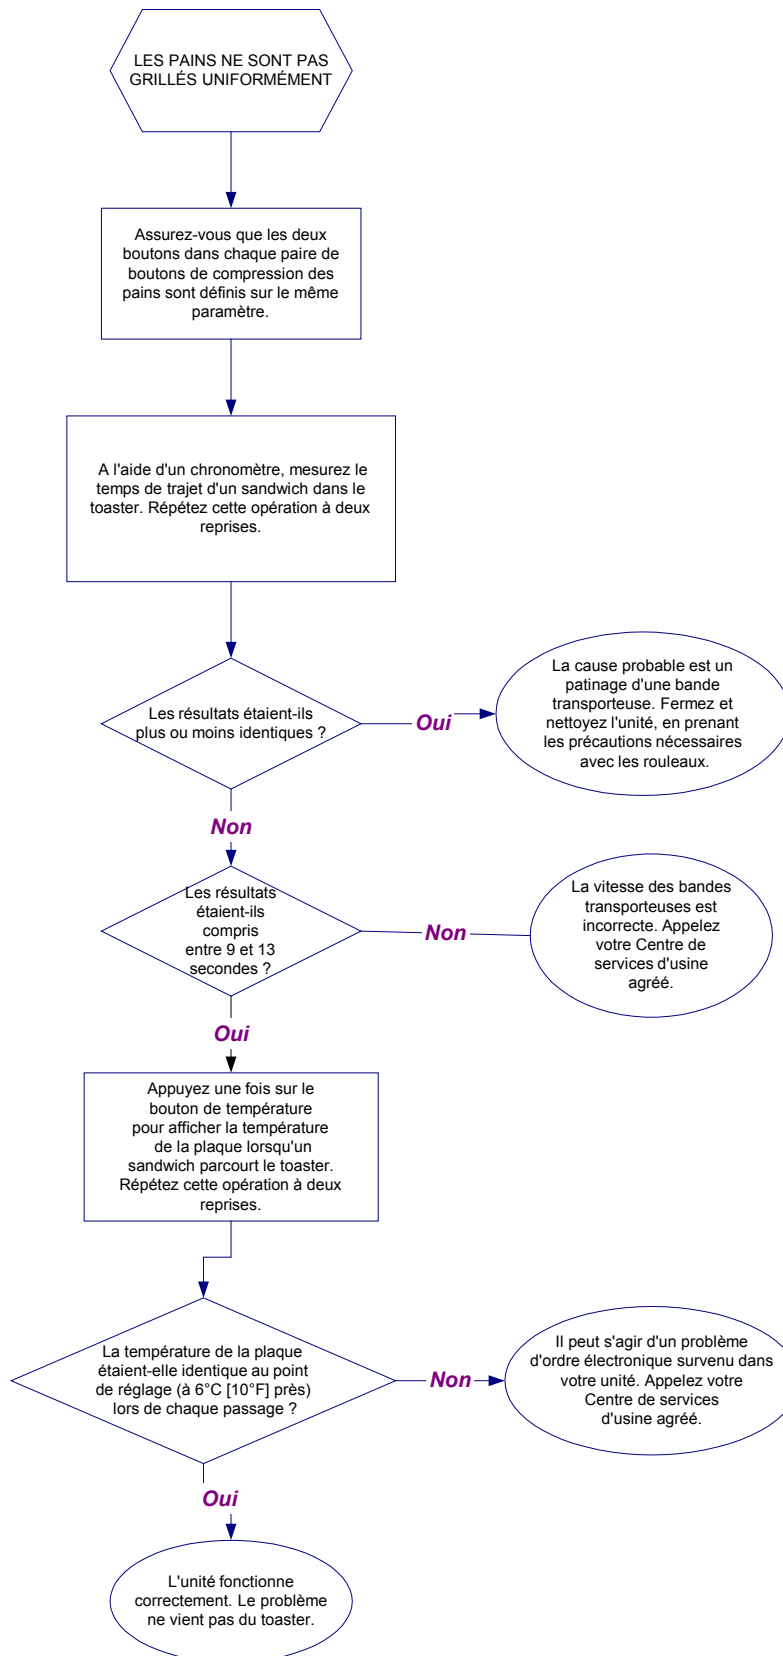 LES PAINS NE SONT PAS
GRILLÉS UNIFORMÉMENT
Assurez-vous que les deux
boutons dans chaque paire de
boutons de compression des
pains sont définis sur le même
paramètre.
A l'aide d'un chronomètre, mesurez le
temps de trajet d'un sandwich dans le
toaster. Répétez cette opération à deux
reprises.
Les résultats étaient-ils
plus ou moins identiques ?
Oui
La cause probable est un
patinage d'une bande
transporteuse. Fermez et
nettoyez l'unité, en prenant
les précautions nécessaires
avec les rouleaux.
Non
Les résultats
étaient-ils
compris
entre 9 et 13
secondes ?
Non
La vitesse des bandes
transporteuses est
incorrecte. Appelez
votre Centre de
services d'usine
agréé.
Oui
Appuyez une fois sur le
bouton de température
pour afficher la température
de la plaque lorsqu'un
sandwich parcourt le toaster.
Répétez cette opération à deux
reprises.
La température de la plaque
étaient-elle identique au point
de réglage (à 6°C [10°F] près)
lors de chaque passage ?
Non
Il peut s'agir d'un problème
d'ordre électronique survenu dans
votre unité. Appelez votre
Centre de services
d'usine agréé.
Oui
L'unité fonctionne
correctement. Le problème
ne vient pas du toaster.